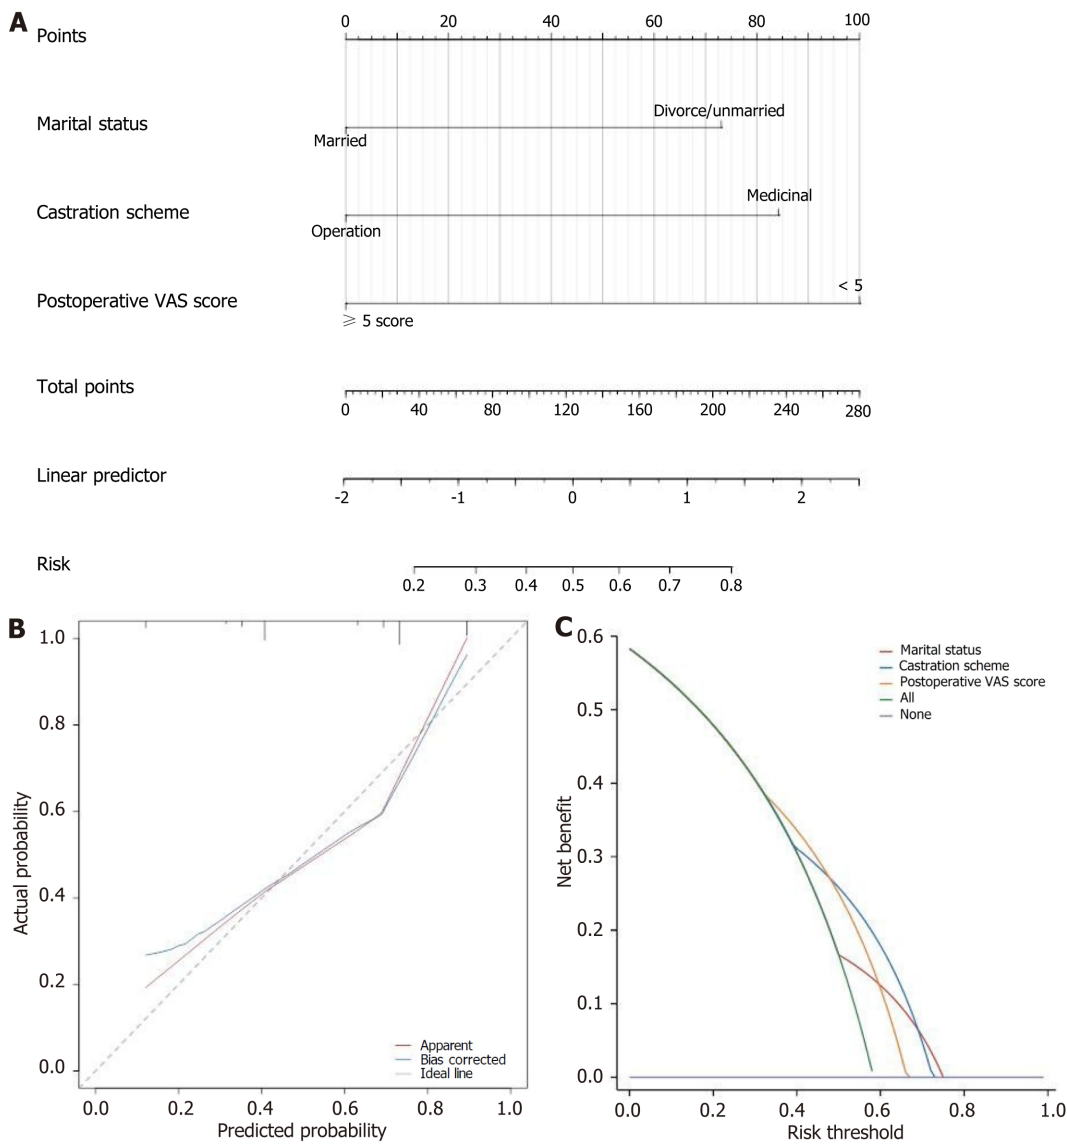 A
Points
0 20 40 60 80 100
Marital status
Divorce/unmarried
Married
Castration scheme
Medicinal
Operation
Postoperative VAS score
< 5
⩾ 5 score
Total points
0 40 80 120 160 200 240 280
Linear predictor
-2 -1 0 1 2
Risk
0.2 0.3 0.4 0.5 0.6 0.7 0.8
B
Actual probability
1.0
0.8
0.6
0.4
0.2
0.0
Apparent
Bias corrected
Ideal line
0.0 0.2 0.4 0.6 0.8 1.0
Predicted probability
C
Net benefit
0.6
0.5
0.4
0.3
0.2
0.1
0.0
Marital status
Castration scheme
Postoperative VAS score
All
None
0.0 0.2 0.4 0.6 0.8 1.0
Risk threshold